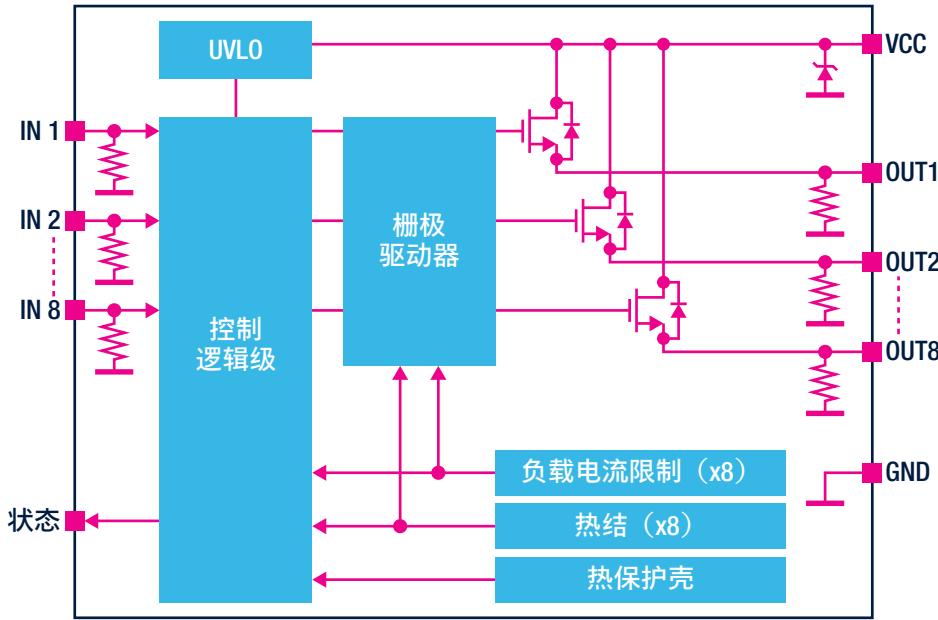 UVLO
VCC
IN 1
OUT1
IN 2
栅极
驱动器
OUT2
IN 8
控制
逻辑级
OUT8
负载电流限制（x8）
GND
状态
热结（x8）
热保护壳